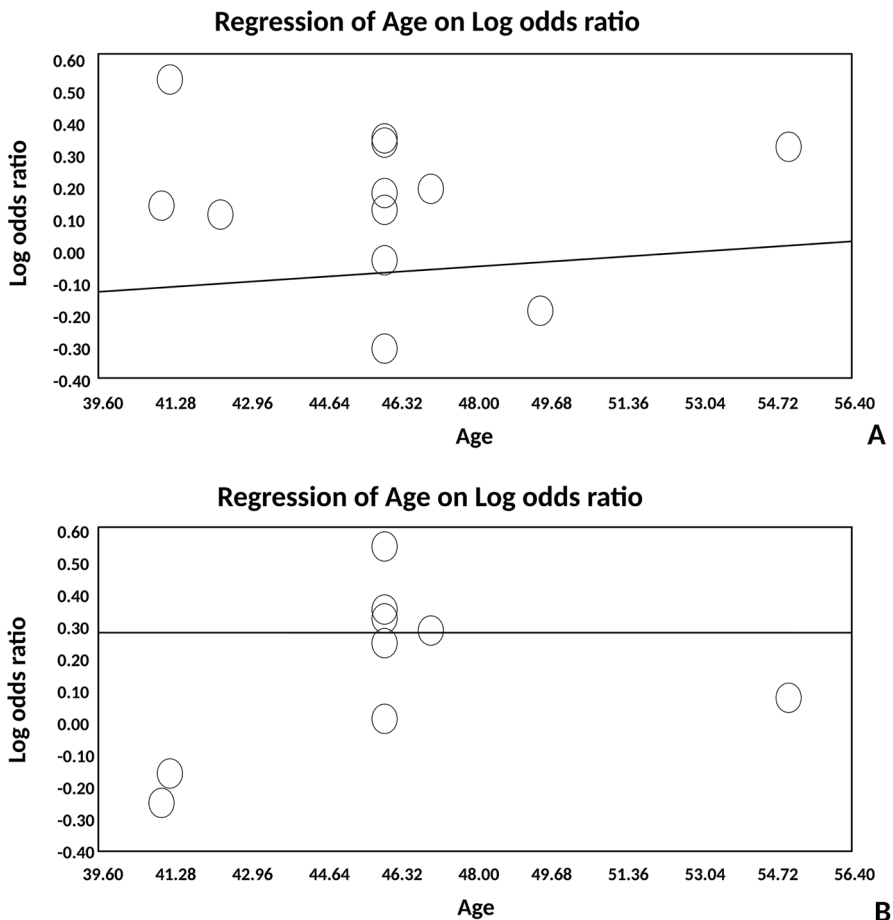 Regression of Age on Log odds ratio
Log odds ratio
0.60
0.50
0.40
0.30
0.20
0.10
0.00
-0.10
-0.20
-0.30
-0.40
39.60 41.28 42.96 44.64 46.32 48.00 49.68 51.36 53.04 54.72 56.40
Age
A
Regression of Age on Log odds ratio
Log odds ratio
0.60
0.50
0.40
0.30
0.20
0.10
0.00
-0.10
-0.20
-0.30
-0.40
39.60 41.28 42.96 44.64 46.32 48.00 49.68 51.36 53.04 54.72 56.40
Age
B